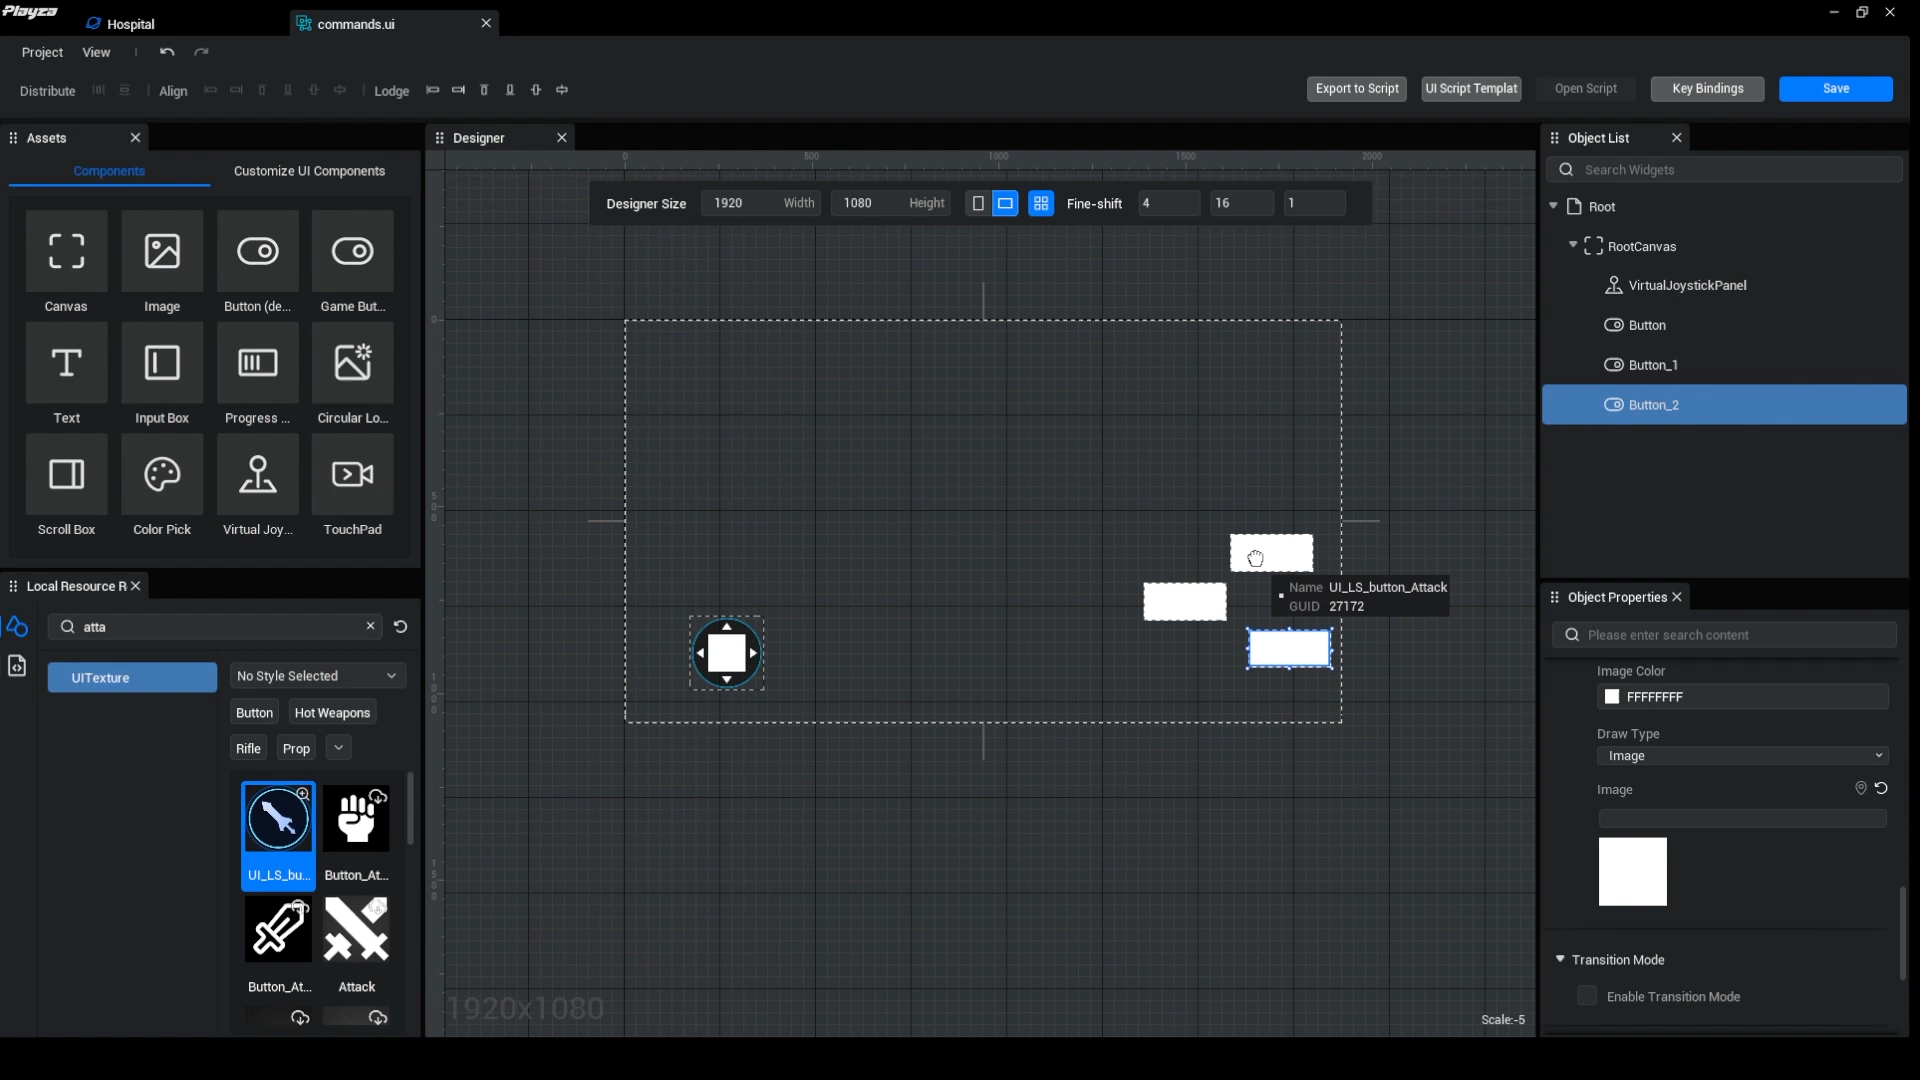 Playza
Hospital
commands.ui
Project
View
Distribute
Align
Lodge
Export to Script
UI Script Templat
Open Script
Key Bindings
Save
Assets
Components
Customize UI Components
Canvas
Image
Button (de...
Game But...
Text
Input Box
Progress ...
Circular Lo...
Scroll Box
Color Pick
Virtual Joy...
TouchPad
Local Resource R
atta
UITexture
No Style Selected
Button
Hot Weapons
Rifle
Prop
UI_LS_bu...
Button_At...
Button_At...
Attack
Designer
0
500
1000
1500
2000
Designer Size
1920
Width
1080
Height
Fine-shift
4
16
1
0
500
1000
1500
Name UI_LS_button_Attack
GUID 27172
1920x1080
Scale:-5
Object List
Search Widgets
Root
RootCanvas
VirtualJoystickPanel
Button
Button_1
Button_2
Object Properties
Please enter search content
Image Color
FFFFFFFF
Draw Type
Image
Image
Transition Mode
Enable Transition Mode